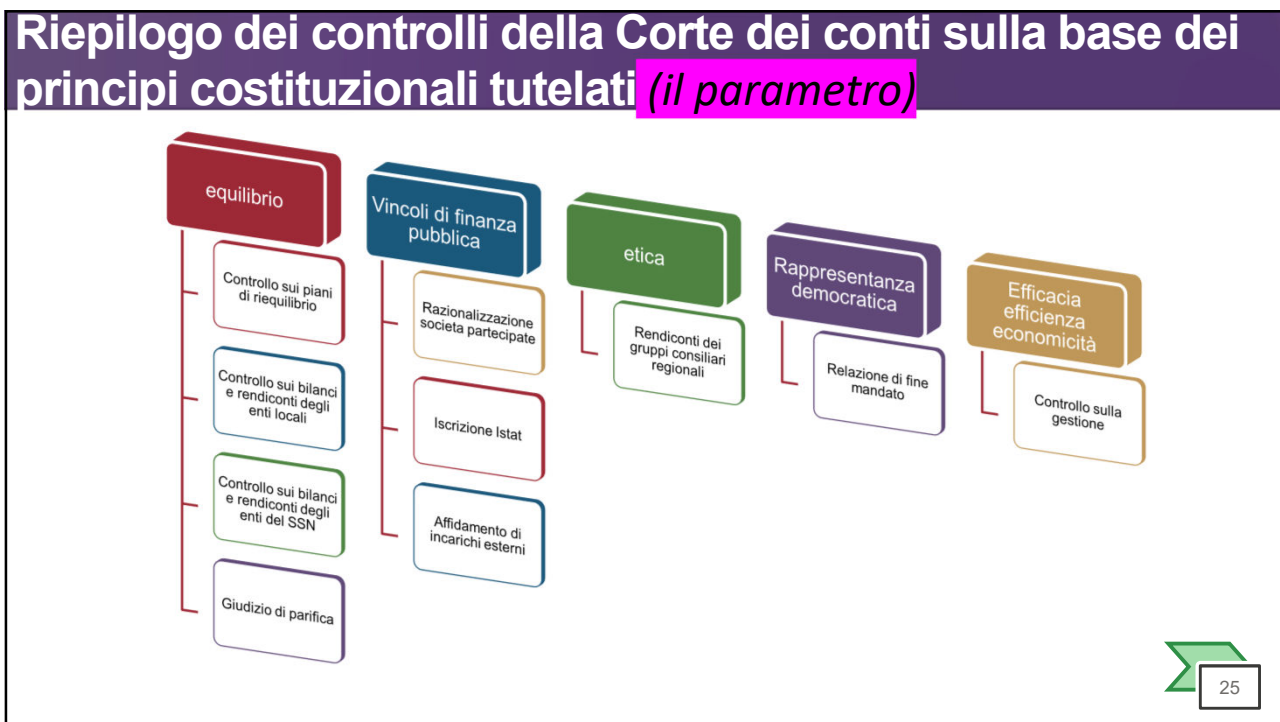 Riepilogo dei controlli della Corte dei conti sulla base dei
principi costituzionali tutelati (il parametro)
equilibrio
Controllo sui piani
di riequilibrio
Controllo sui bilanci
e rendiconti degli
enti locali
Controllo sui bilanci
e rendiconti degli
enti del SSN
Giudizio di parifica
Vincoli di finanza
pubblica
Razionalizzazione
societa partecipate
Iscrizione Istat
Affidamento di
incarichi esterni
etica
Rendiconti dei
gruppi consiliari
regionali
Rappresentanza
democratica
Relazione di fine
mandato
Efficacia
efficienza
economicità
Controllo sulla
gestione
25